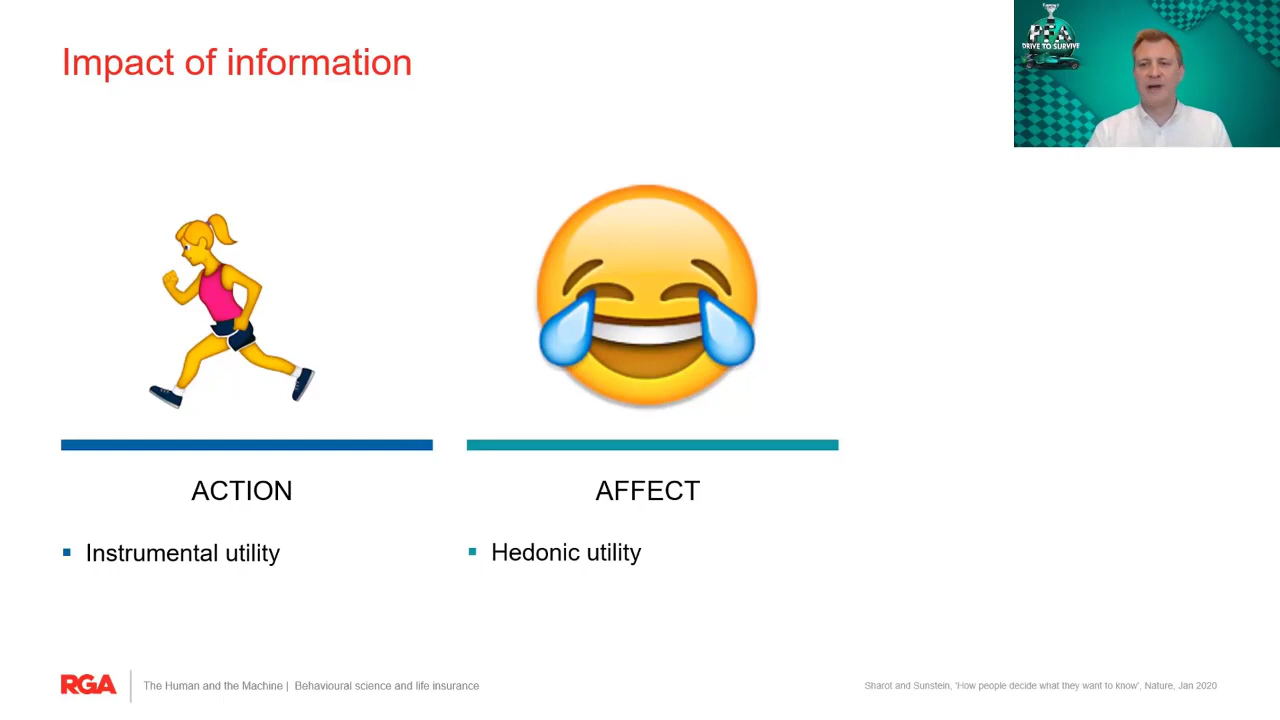 Impact of information
PFA
DRIVE TO SURVIVE
ACTION
AFFECT
▪ Instrumental utility
▪ Hedonic utility
RGA
The Human and the Machine | Behavioural science and life insurance
Sharot and Sunstein, 'How people decide what they want to know', Nature, Jan 2020